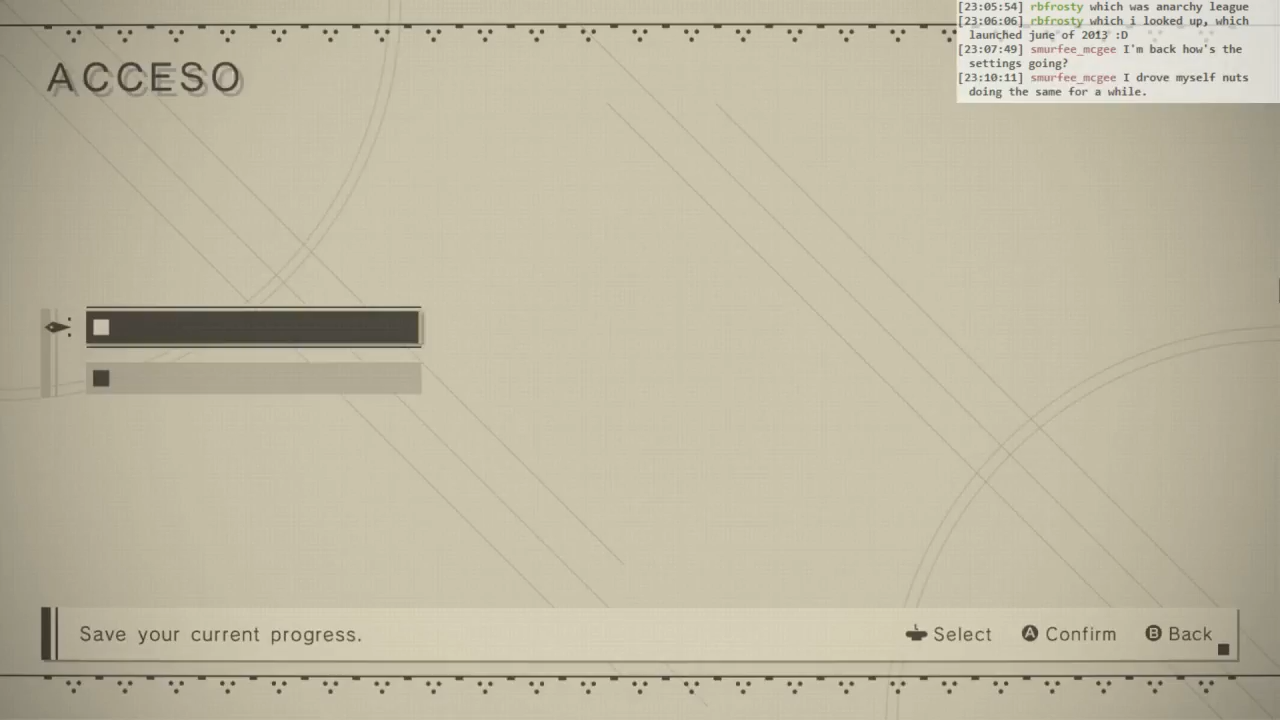 [23:05:54] rbfrosty which was anarchy league
[23:06:06] rbfrosty which i looked up, which
launched june of 2013 :D
[23:07:49] smurfee_mcgee I'm back how's the
settings going?
[23:10:11] smurfee_mcgee I drove myself nuts
doing the same for a while.
ACCESO
Save your current progress.
Select A Confirm B Back